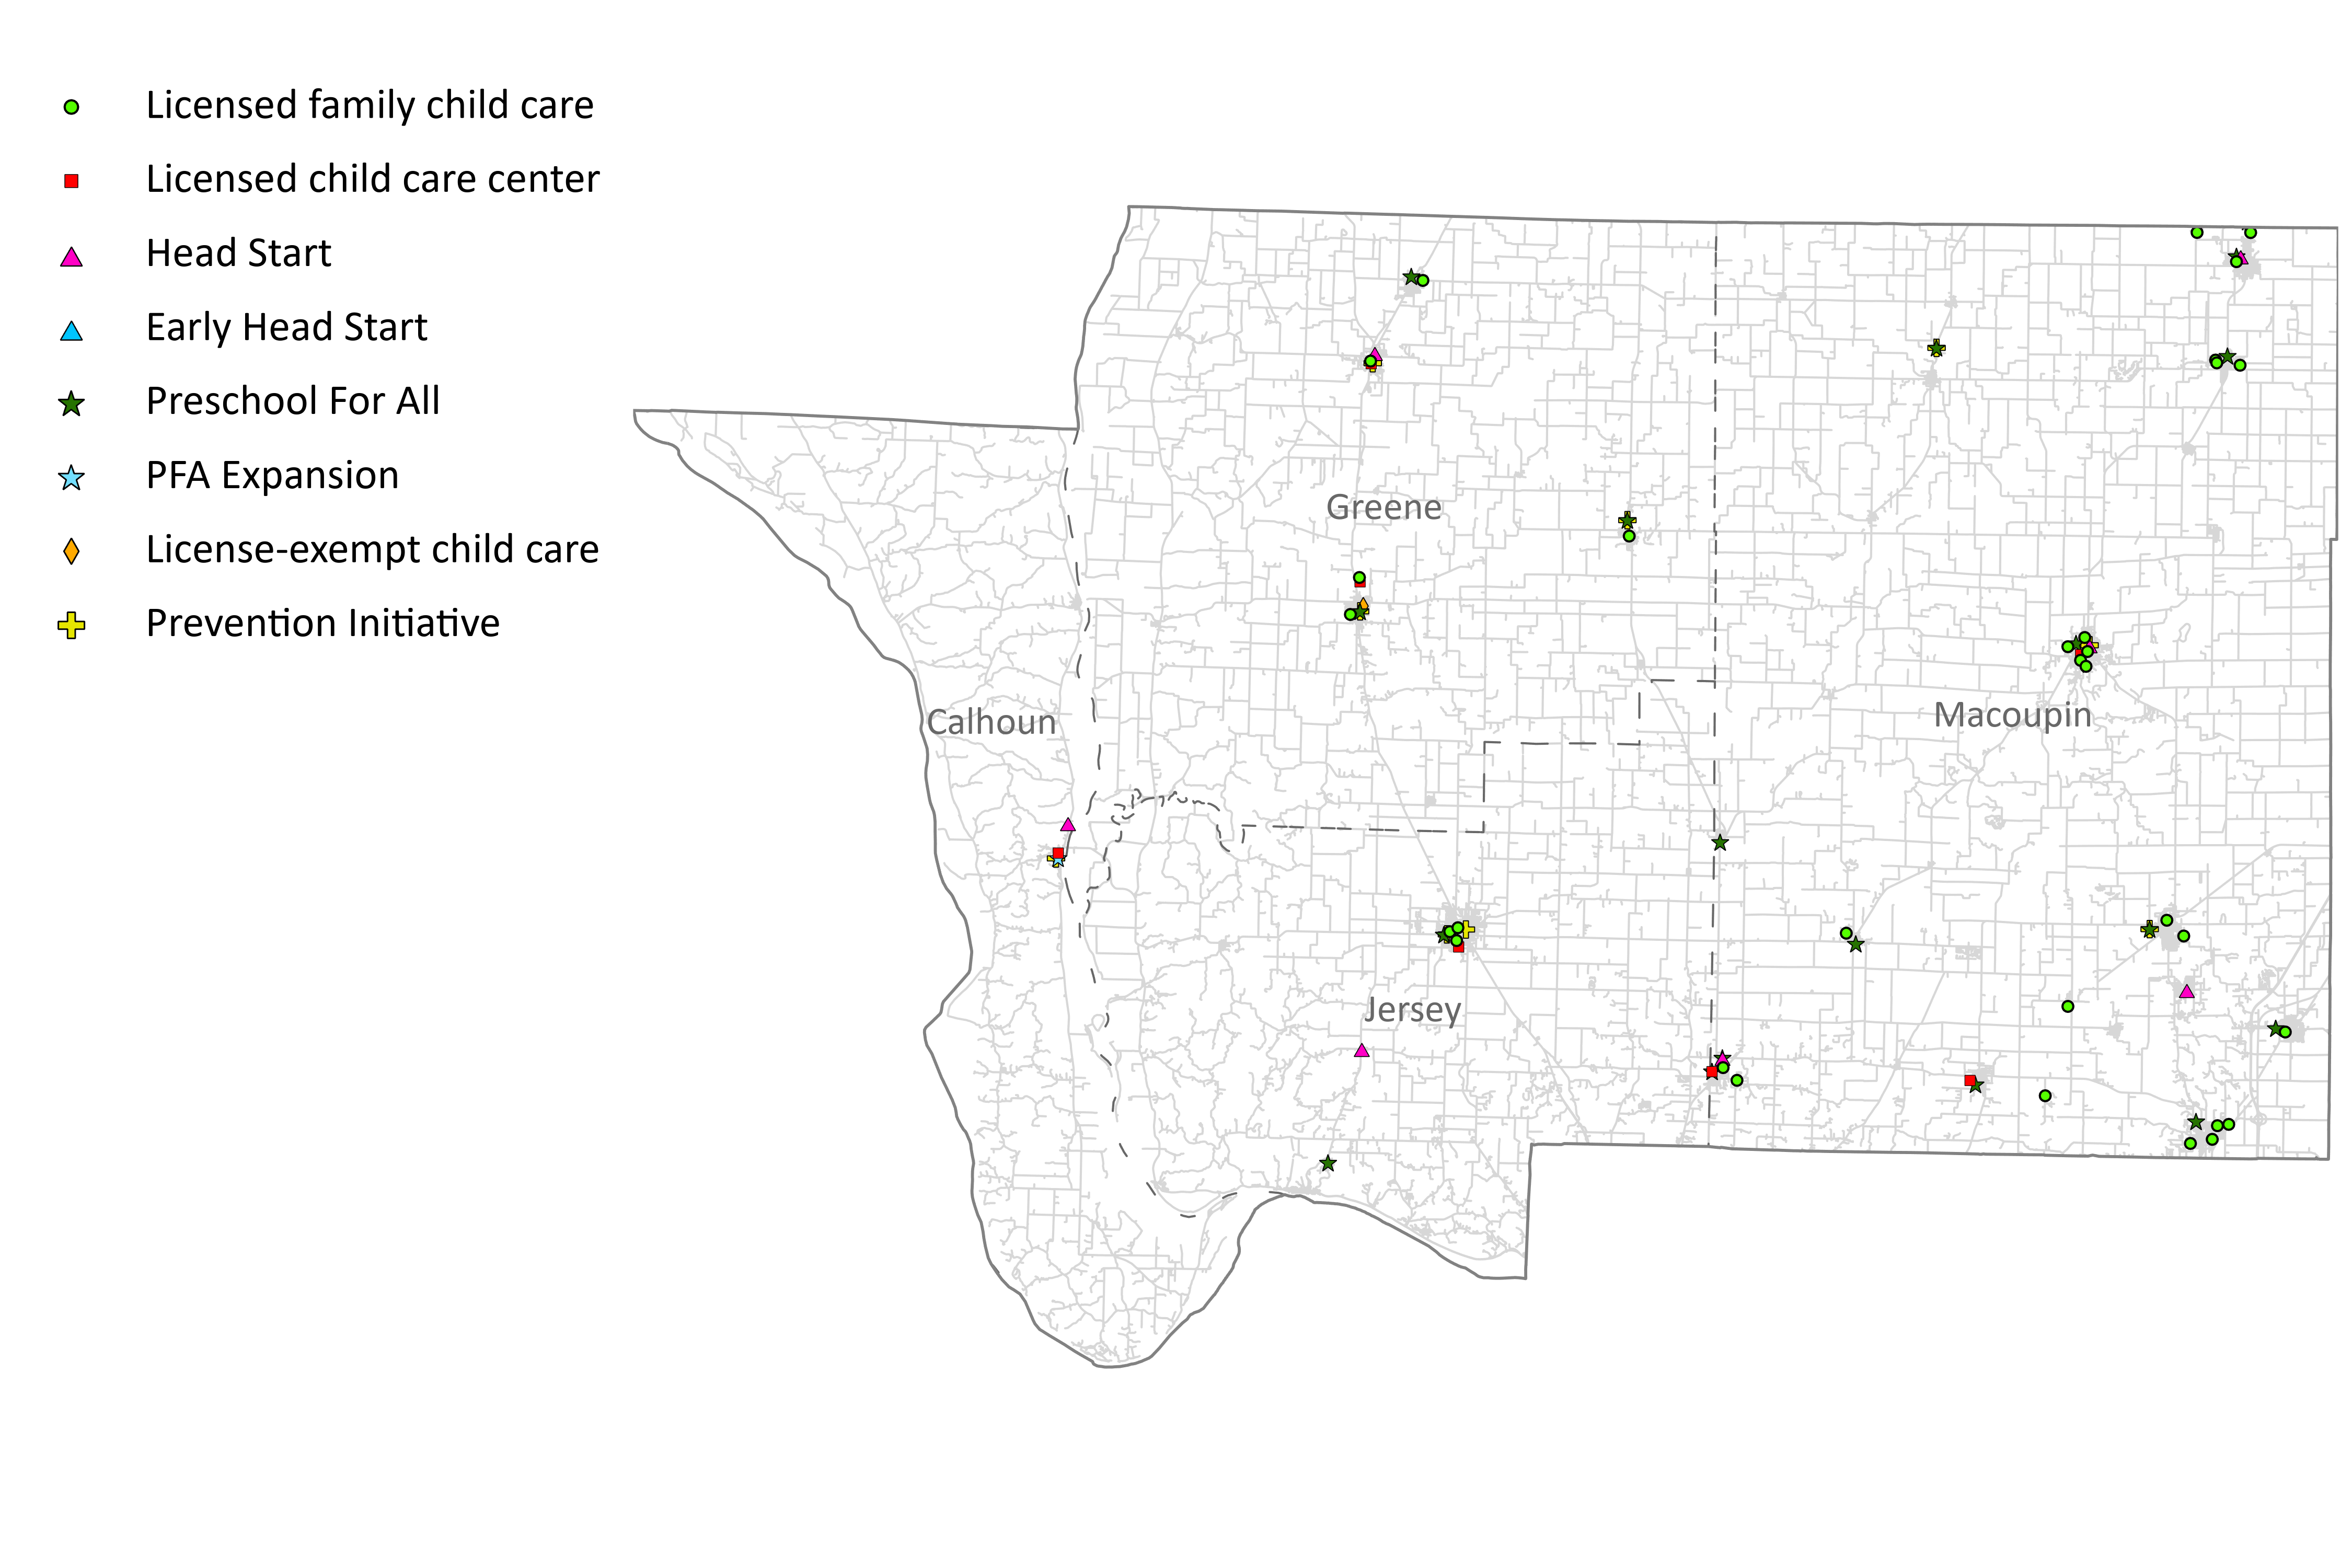 Licensed family child care
Licensed child care center
Head Start
Early Head Start
Preschool For All
PFA Expansion
License-exempt child care
Prevention Initiative
Greene
Calhoun
Macoupin
Jersey